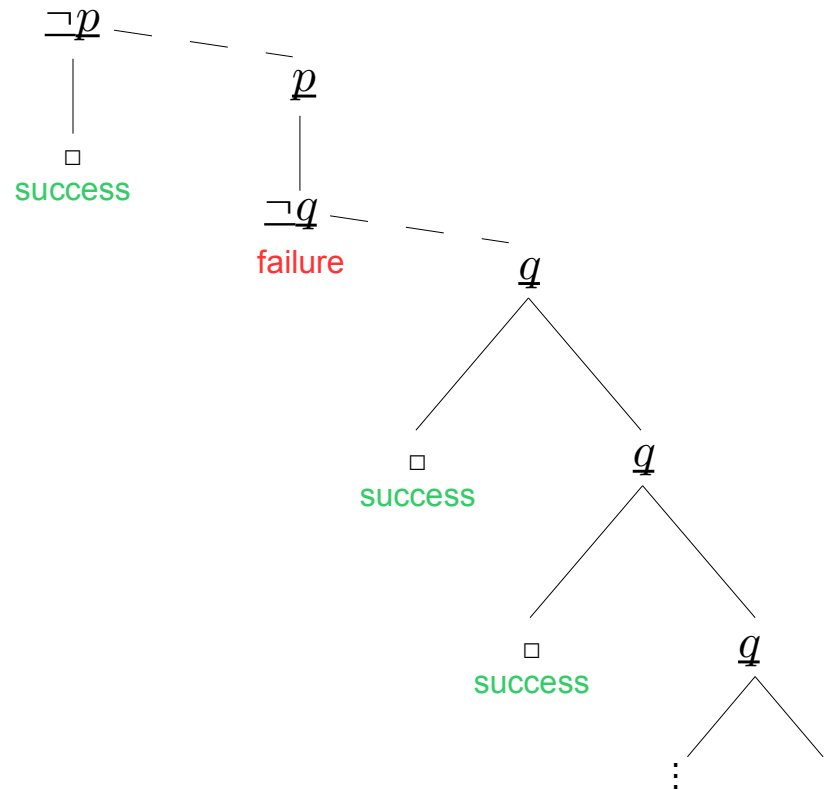 ¬p
p
□
success
¬q
failure
q
□
success
q
□
success
q
⋮